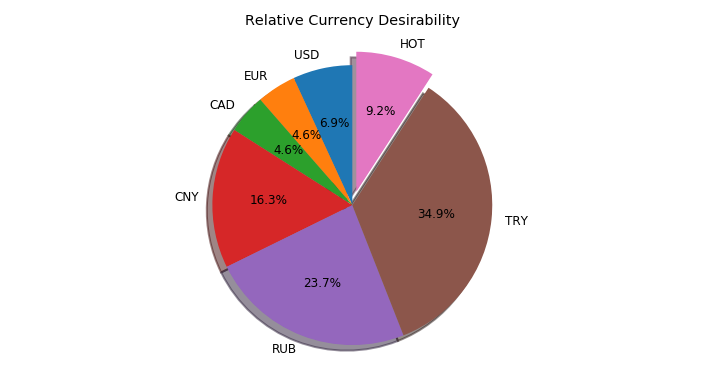 Relative Currency Desirability
HOT
USD
EUR
CAD
CNY
RUB
TRY
9.2%
6.9%
4.6%
4.6%
16.3%
23.7%
34.9%